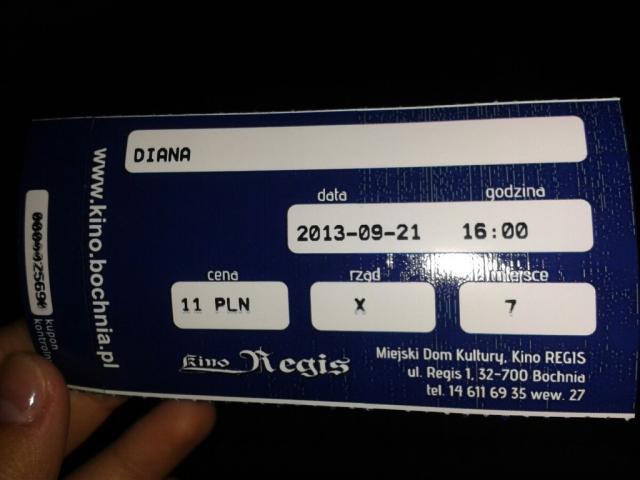 DIANA
data godzina
2013-09-21 16:00
cena rząd miejsce
11 PLN X 7
Kino Regis
Miejski Dom Kultury, Kino REGIS
ul. Regis 1, 32-700 Bochnia
tel. 14 611 69 35 wew. 27
www.kino.bochnia.pl
kupon